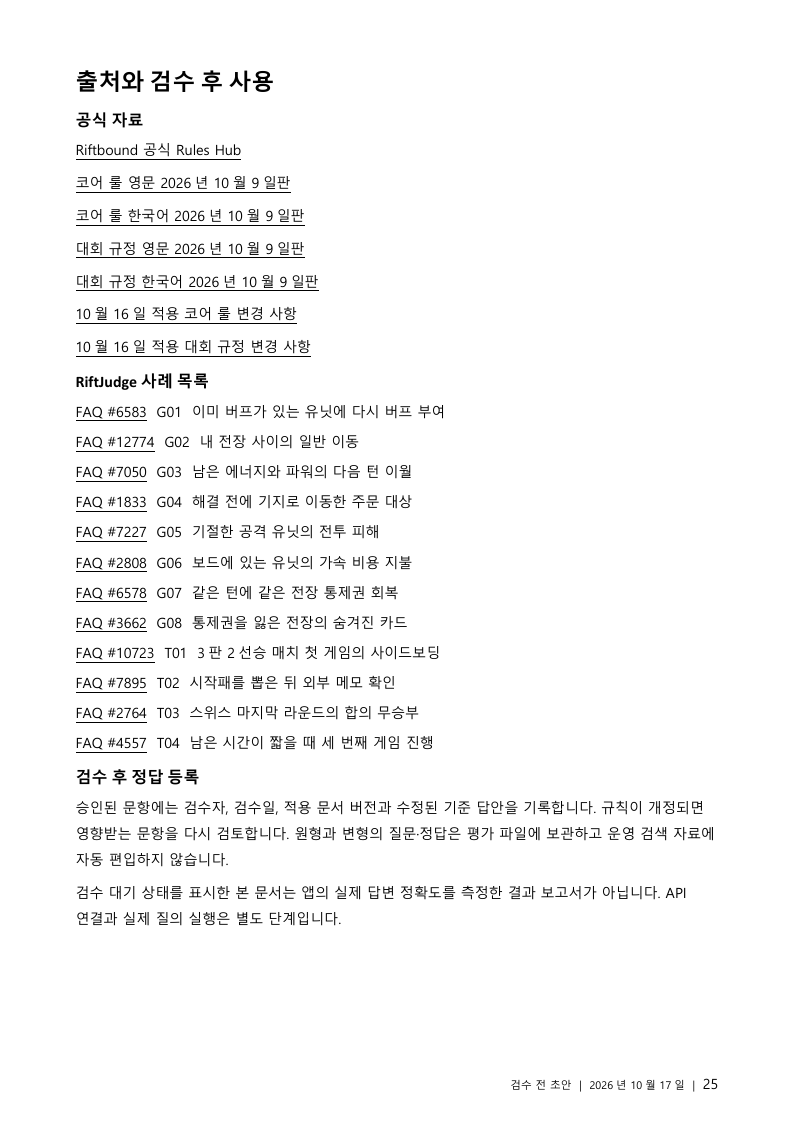 출처와 검수 후 사용
공식 자료
Riftbound 공식 Rules Hub
코어 룰 영문 2026 년 10 월 9 일판
코어 룰 한국어 2026 년 10 월 9 일판
대회 규정 영문 2026 년 10 월 9 일판
대회 규정 한국어 2026 년 10 월 9 일판
10 월 16 일 적용 코어 룰 변경 사항
10 월 16 일 적용 대회 규정 변경 사항
RiftJudge 사례 목록
FAQ #6583 G01 이미 버프가 있는 유닛에 다시 버프 부여
FAQ #12774 G02 내 전장 사이의 일반 이동
FAQ #7050 G03 남은 에너지와 파워의 다음 턴 이월
FAQ #1833 G04 해결 전에 기지로 이동한 주문 대상
FAQ #7227 G05 기절한 공격 유닛의 전투 피해
FAQ #2808 G06 보드에 있는 유닛의 가속 비용 지불
FAQ #6578 G07 같은 턴에 같은 전장 통제권 회복
FAQ #3662 G08 통제권을 잃은 전장의 숨겨진 카드
FAQ #10723 T01 3 판 2 선승 매치 첫 게임의 사이드보딩
FAQ #7895 T02 시작패를 뽑은 뒤 외부 메모 확인
FAQ #2764 T03 스위스 마지막 라운드의 합의 무승부
FAQ #4557 T04 남은 시간이 짧을 때 세 번째 게임 진행
검수 후 정답 등록
승인된 문항에는 검수자, 검수일, 적용 문서 버전과 수정된 기준 답안을 기록합니다. 규칙이 개정되면
영향받는 문항을 다시 검토합니다. 원형과 변형의 질문·정답은 평가 파일에 보관하고 운영 검색 자료에
자동 편입하지 않습니다.
검수 대기 상태를 표시한 본 문서는 앱의 실제 답변 정확도를 측정한 결과 보고서가 아닙니다. API
연결과 실제 질의 실행은 별도 단계입니다.
검수 전 초안 | 2026 년 10 월 17 일 | 25